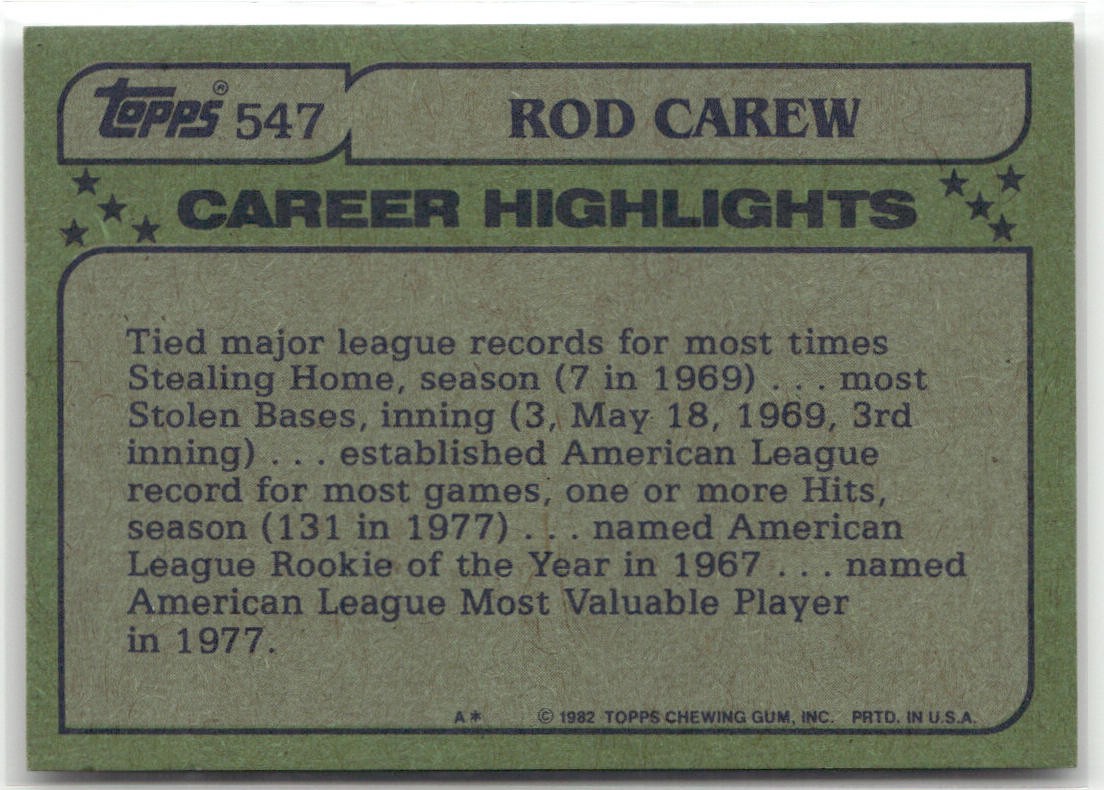 Topps® 547 ROD CAREW
CAREER HIGHLIGHTS
Tied major league records for most times
Stealing Home, season (7 in 1969) . . . most
Stolen Bases, inning (3, May 18, 1969, 3rd
inning) . . . established American League
record for most games, one or more Hits,
season (131 in 1977) . . . named American
League Rookie of the Year in 1967 . . . named
American League Most Valuable Player
in 1977.
A* © 1982 TOPPS CHEWING GUM, INC. PRTD. IN U.S.A.